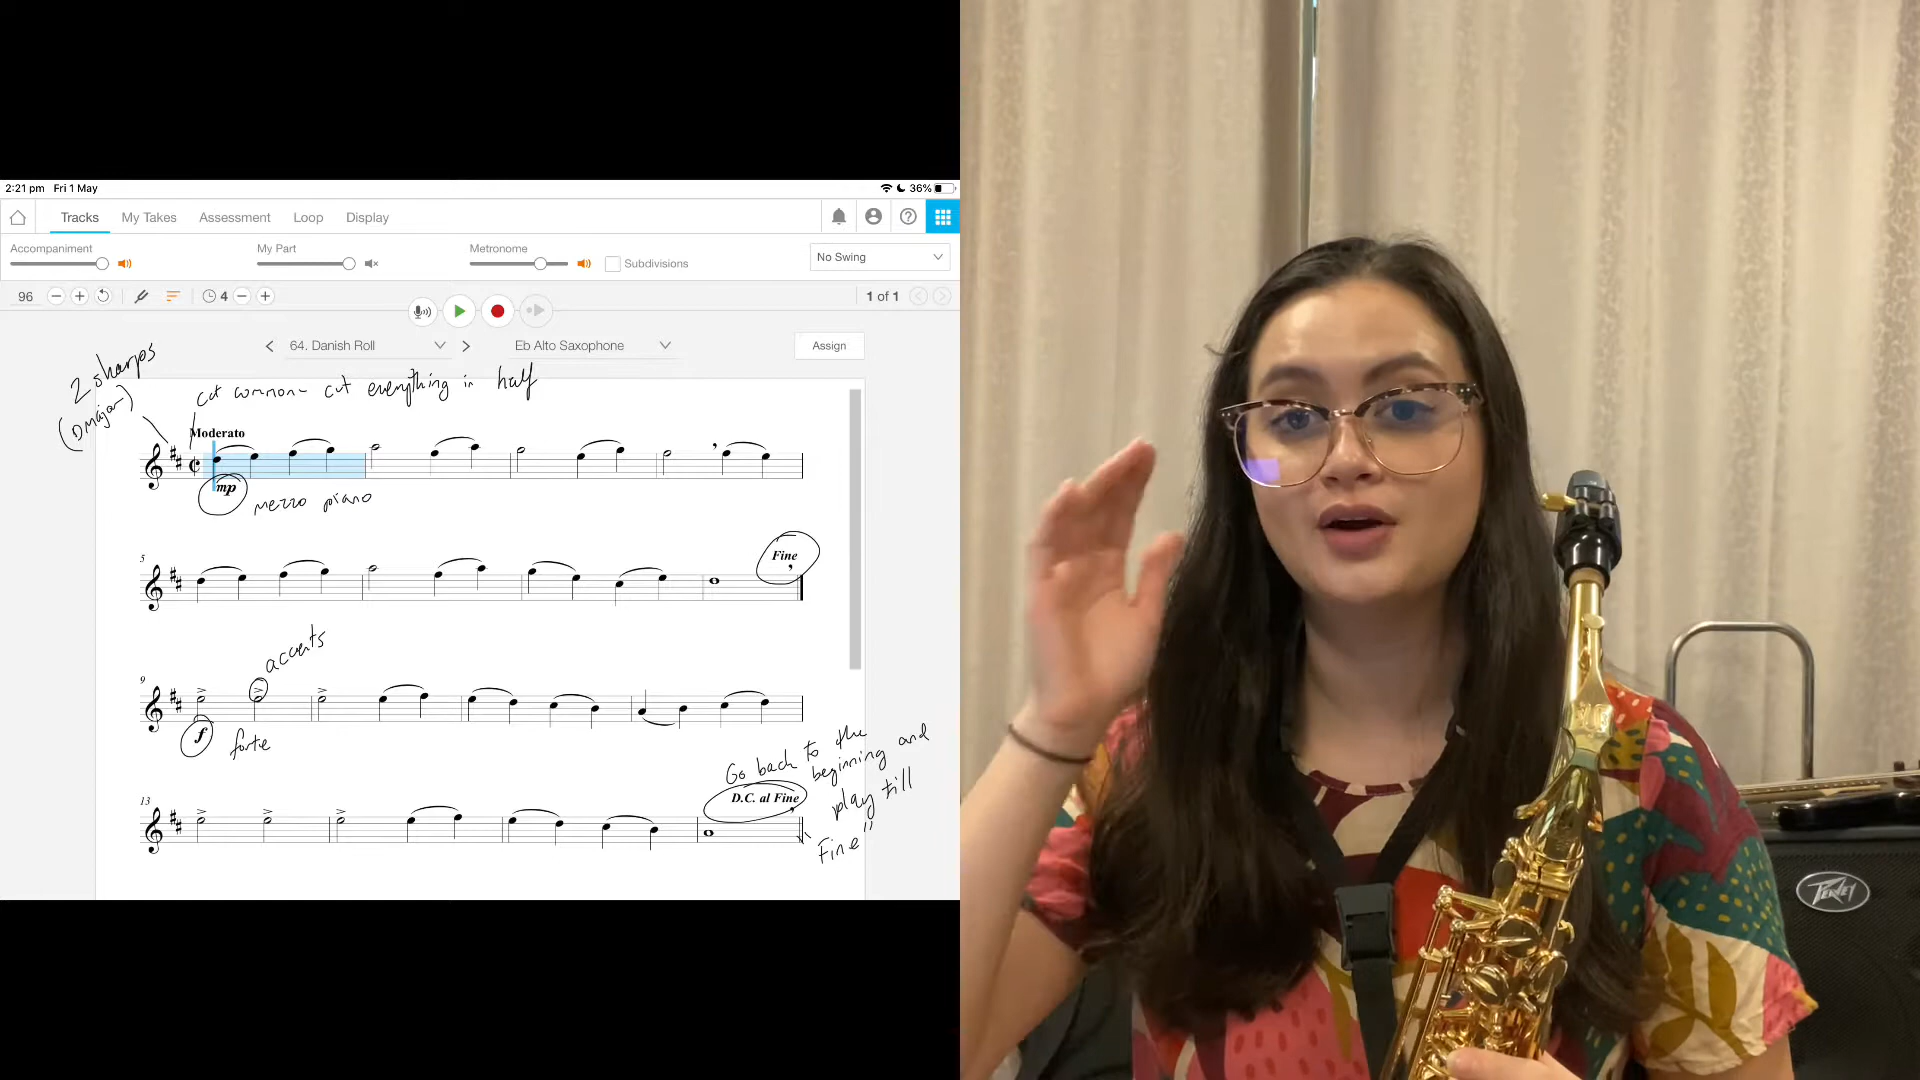 2:21 pm Fri 1 May
36%
Tracks My Takes Assessment Loop Display
Accompaniment My Part Metronome
Subdivisions
No Swing
96
4
1 of 1
64. Danish Roll
Eb Alto Saxophone
Assign
2 sharps
(D major)
cut common - cut everything in half
Moderato
mp
mezzo piano
5
Fine
accents
9
f
forte
Go back to the
beginning and
play till
"Fine"
D.C. al Fine
13
PEAVEY